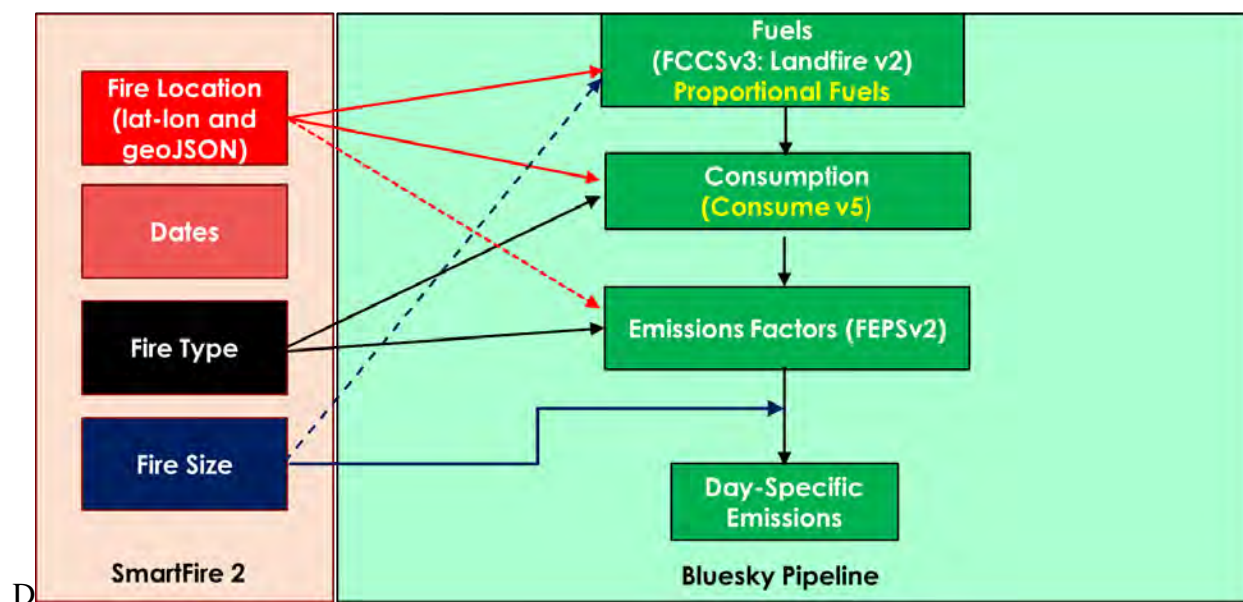 Fire Location
(lat-lon and
geoJSON)
Dates
Fire Type
Fire Size
SmartFire 2
Fuels
(FCCSv3: Landfire v2)
Proportional Fuels
Consumption
(Consume v5)
Emissions Factors (FEPSv2)
Day-Specific
Emissions
Bluesky Pipeline
D